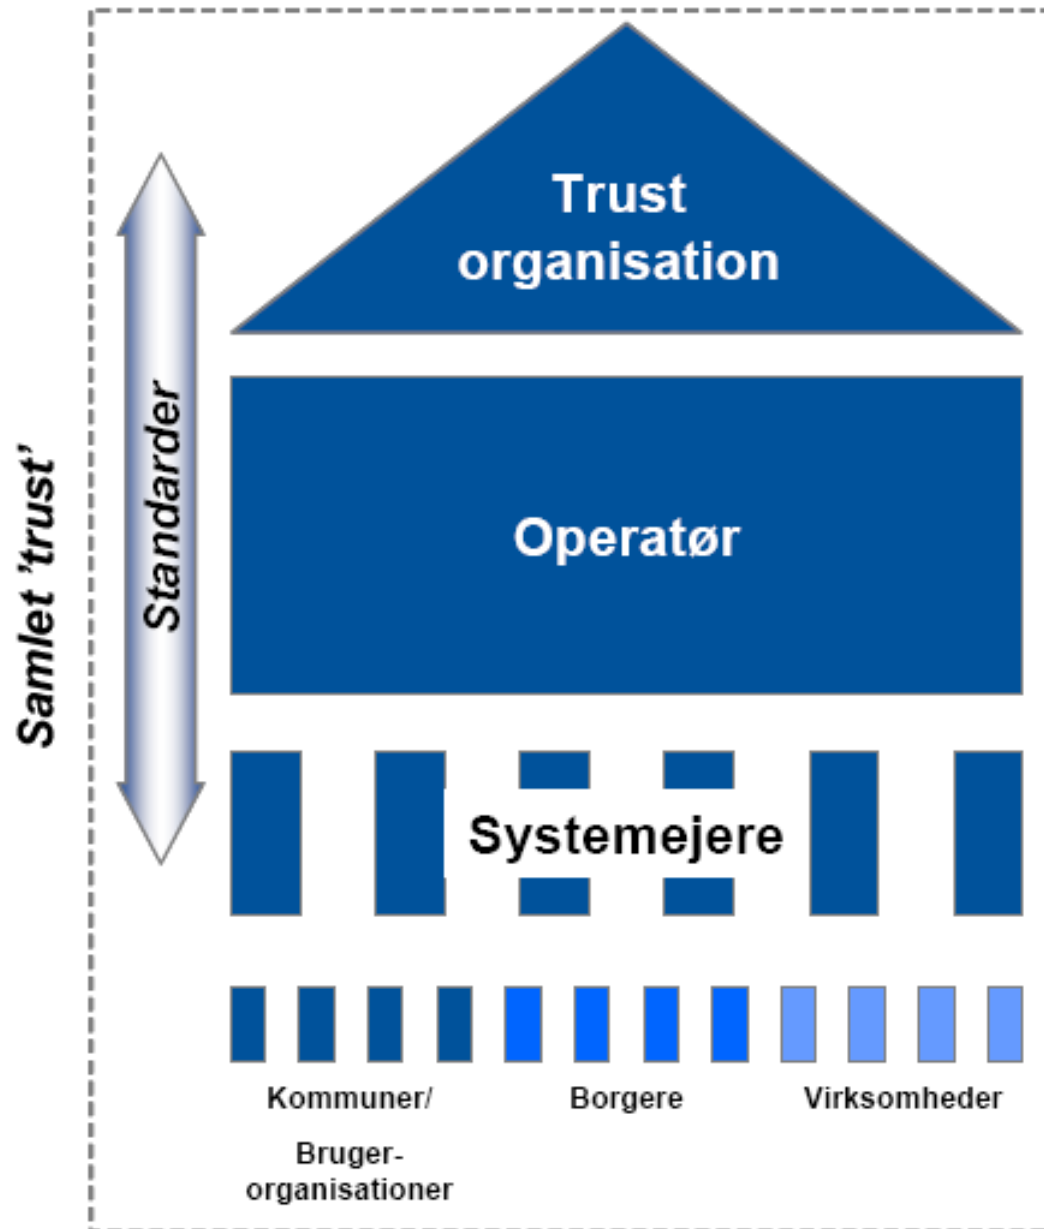 Trust
organisation
Samlet 'trust'
Standarder
Operatør
Systemejere
Kommuner/
Bruger-
organisationer
Borgere
Virksomheder